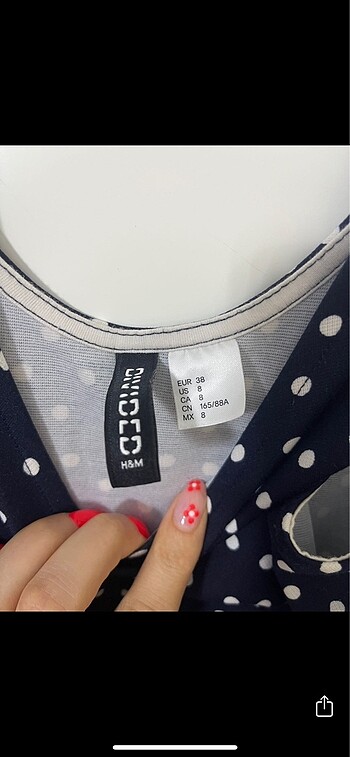 DIVIDED
H&M
EUR 38
US 8
CA 8
CN 165/88A
MX 8